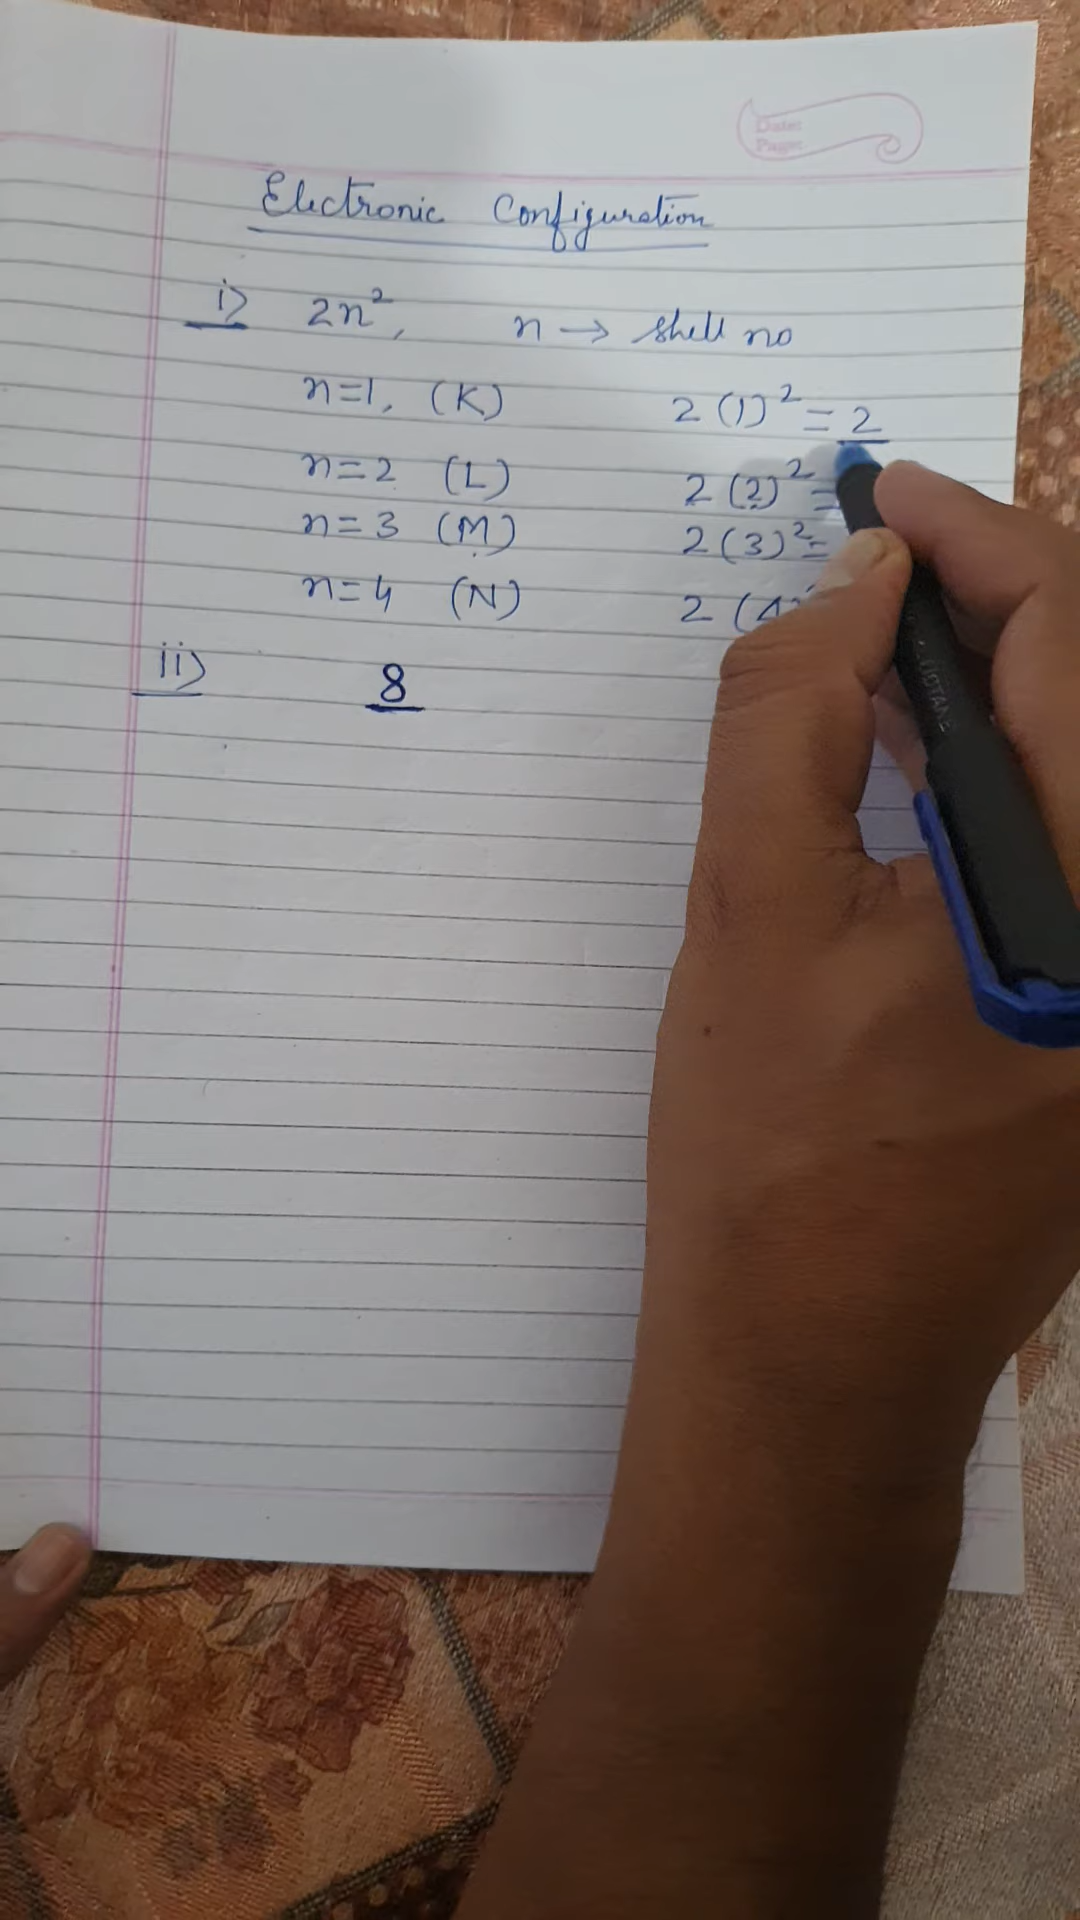 Date:
Page:
Electronic Configuration
i) 2n², n → shell no
n=1, (K) 2 (1)² = 2
n=2 (L) 2 (2)² =
n=3 (M) 2 (3)² =
n=4 (N) 2 (4)
ii) 8